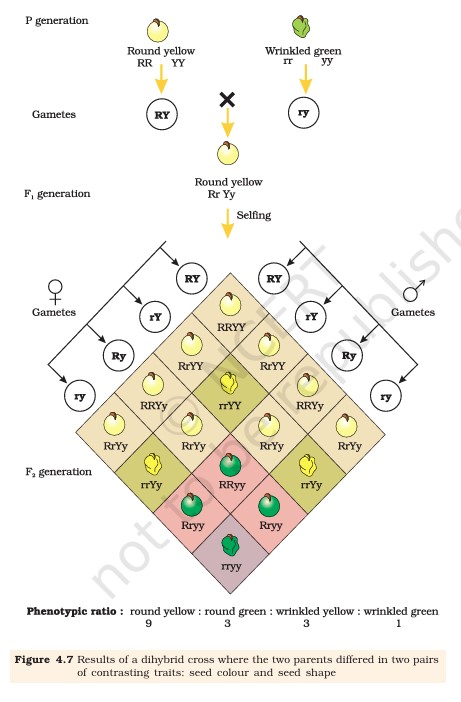 P generation
Round yellow
RR YY
Wrinkled green
rr yy
Gametes
RY
ry
Round yellow
Rr Yy
F1 generation
Selfing
Gametes
RY
rY
Ry
ry
RY
rY
Ry
ry
Gametes
RRYY
RrYY RrYY
RRYy rrYY RRYy
RrYy RrYy RrYy RrYy
rrYy RRyy rrYy
Rryy Rryy
rryy
F2 generation
Phenotypic ratio : round yellow : round green : wrinkled yellow : wrinkled green
9 3 3 1
Figure 4.7 Results of a dihybrid cross where the two parents differed in two pairs
of contrasting traits: seed colour and seed shape
© NCERT
not to be republished